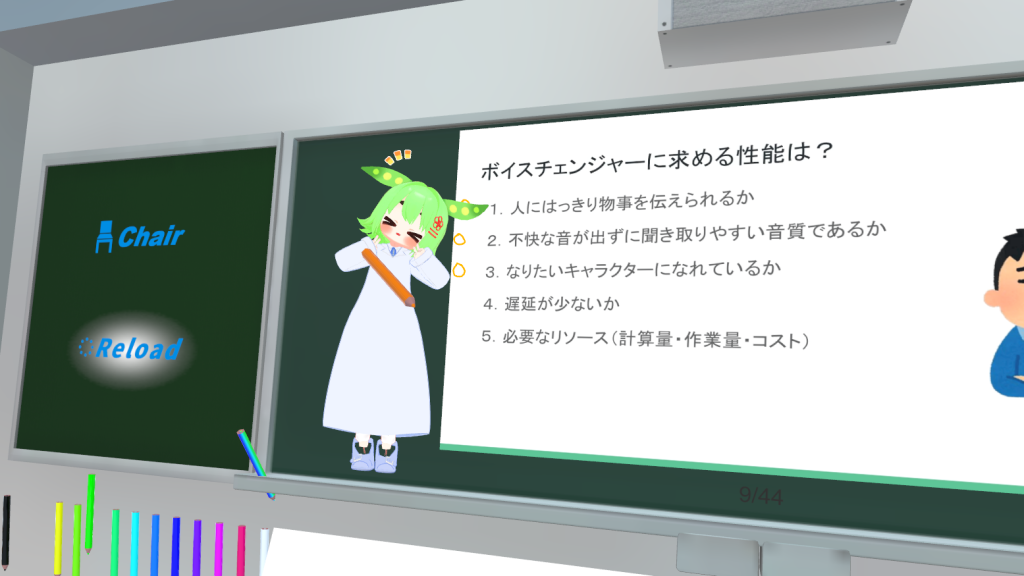 Chair
Reload
ボイスチェンジャーに求める性能は？
1. 人にはっきり物事を伝えられるか
2. 不快な音が出ずに聞き取りやすい音質であるか
3. なりたいキャラクターになれているか
4. 遅延が少ないか
5. 必要なリソース（計算量・作業量・コスト）
9/44